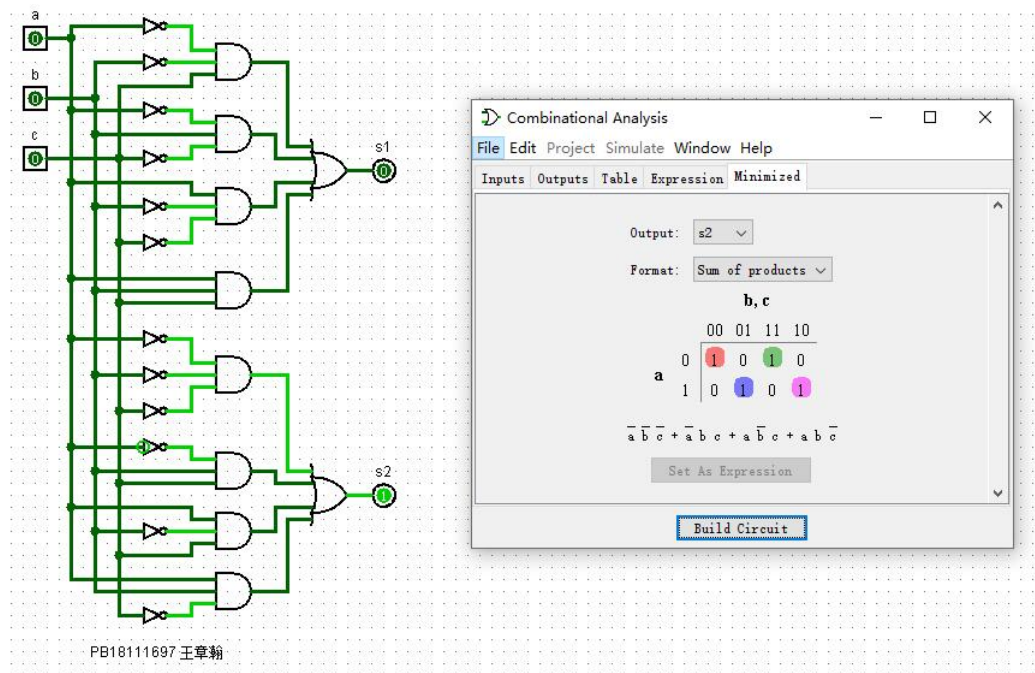 a
0
b
0
c
0
s1
0
s2
1
PB18111697 王章瀚
Combinational Analysis
File Edit Project Simulate Window Help
Inputs Outputs Table Expression Minimized
Output: s2
Format: Sum of products
b, c
00 01 11 10
0 1 0 1 0
a
1 0 1 0 1
a̅ b̅ c̅ + a̅ b c + a b̅ c + a b c̅
Set As Expression
Build Circuit